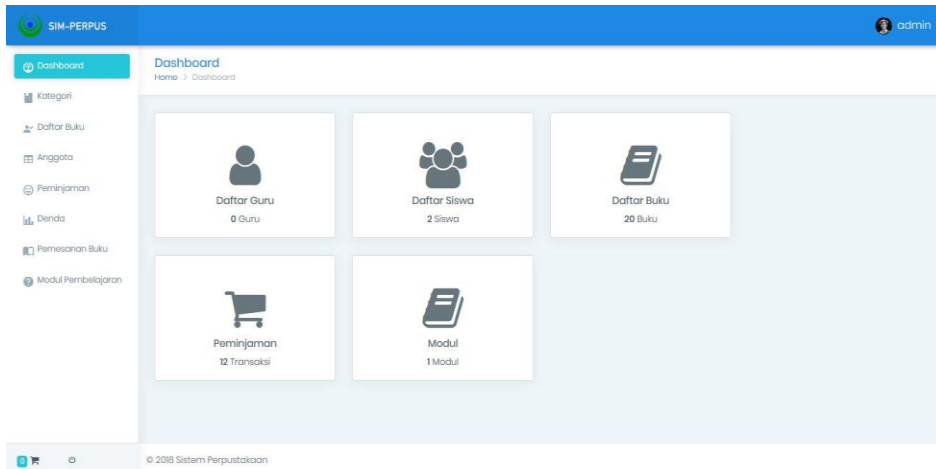 SIM-PERPUS
admin
Dashboard
Kategori
Daftar Buku
Anggota
Peminjaman
Denda
Pemesanan Buku
Modul Pembelajaran
Dashboard
Home > Dashboard
Daftar Guru
0 Guru
Daftar Siswa
2 Siswa
Daftar Buku
20 Buku
Peminjaman
12 Transaksi
Modul
1 Modul
0
© 2018 Sistem Perpustakaan